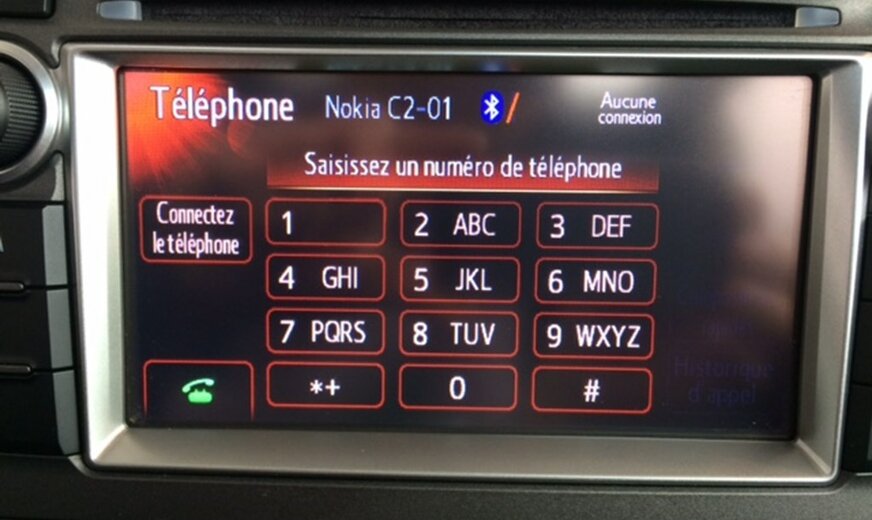 Téléphone Nokia C2-01 Aucune
connexion
Saisissez un numéro de téléphone
Connectez
le téléphone
1 2 ABC 3 DEF
4 GHI 5 JKL 6 MNO
7 PQRS 8 TUV 9 WXYZ
*+ 0 #
Historique
d'appel